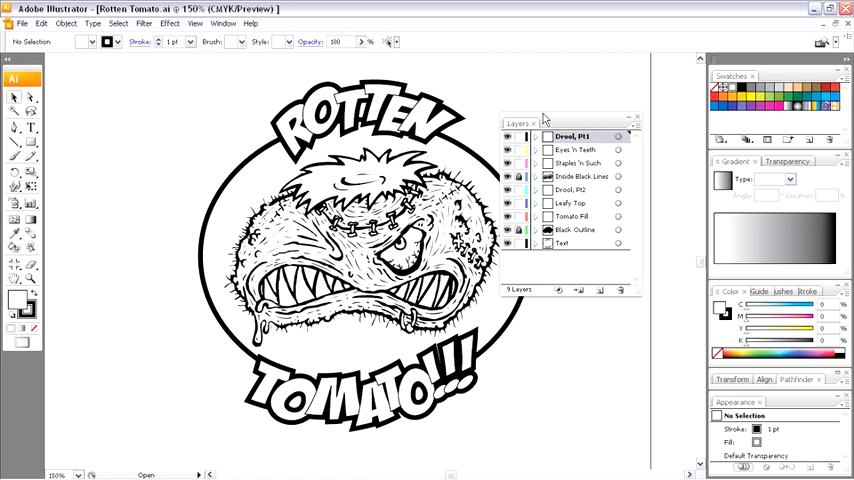 Adobe Illustrator - [Rotten Tomato.ai @ 150% (CMYK/Preview) ]
File Edit Object Type Select Filter Effect View Window Help
No Selection Stroke: 1 pt Brush: Style: Opacity: 100 %
Ai
ROTTEN
TOMATO!!!
Layers
Drool, Pt1
Eyes 'n Teeth
Staples 'n Such
Inside Black Lines
Drool, Pt2
Leafy Top
Tomato Fill
Black Outline
Text
9 Layers
Swatches
Gradient Transparency
Type:
Angle: ° Location: %
Color Guide ushes Stroke
C 0 %
M 0 %
Y 0 %
K 0 %
Transform Align Pathfinder
Appearance
No Selection
Stroke: 1 pt
Fill:
Default Transparency
150% Open